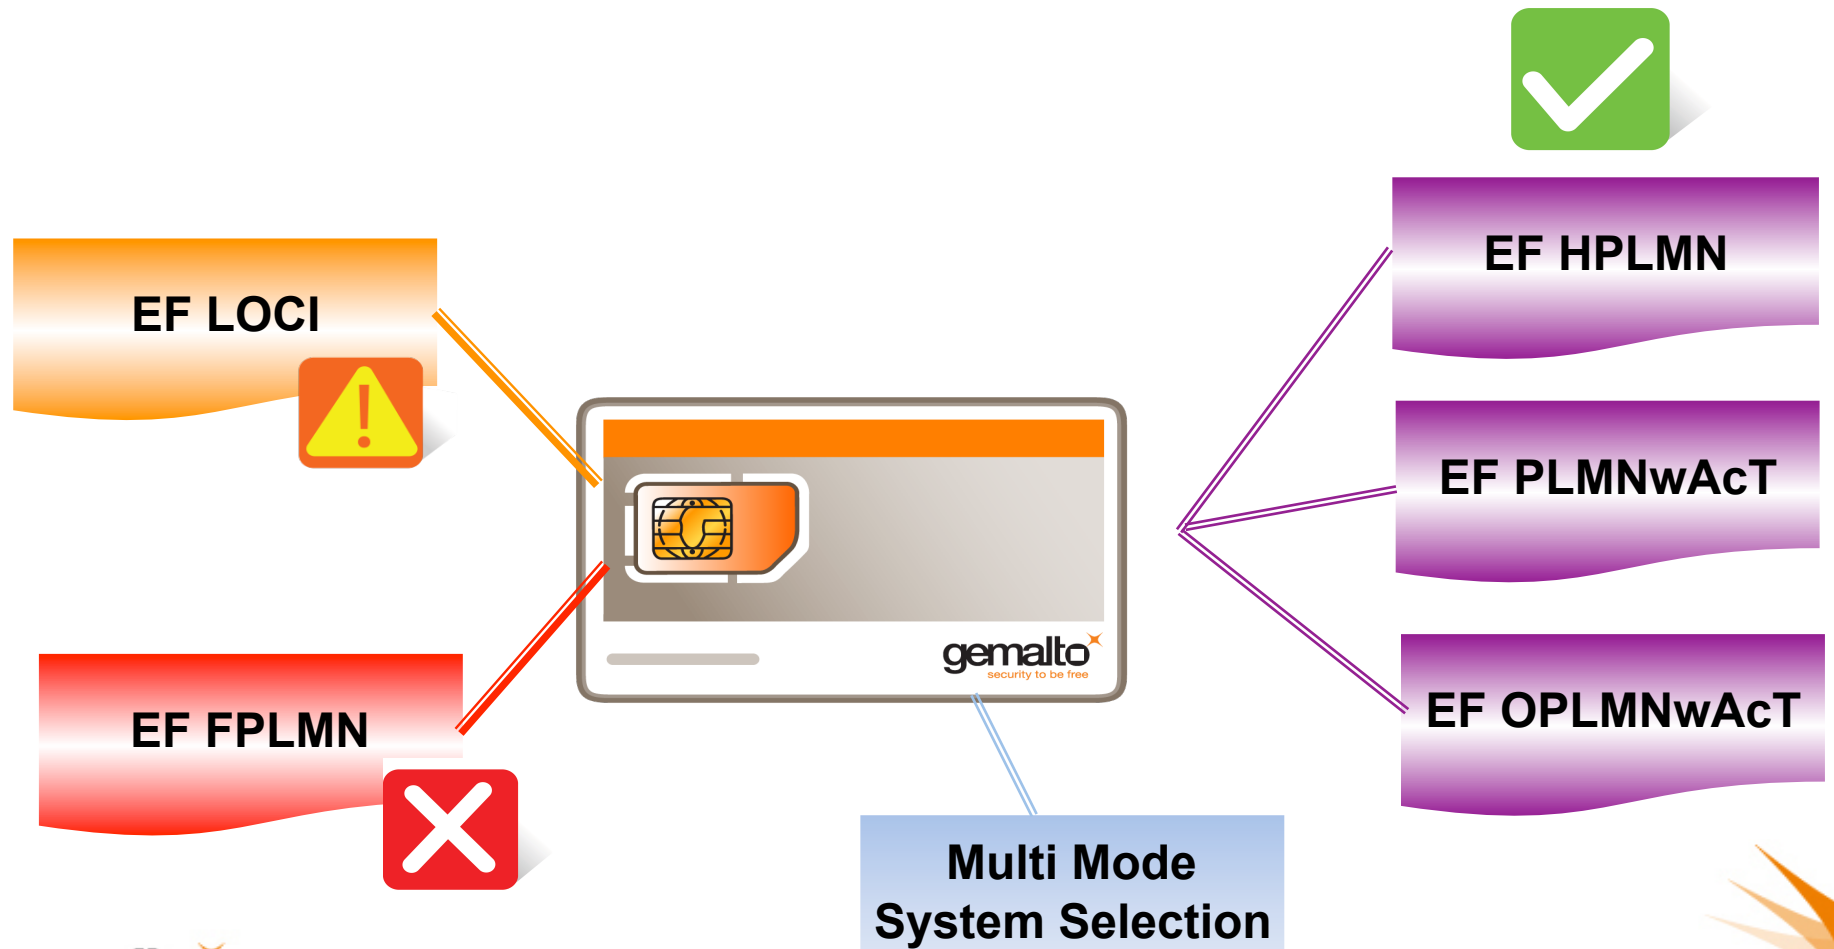 EF HPLMN
EF LOCI
EF PLMNwAcT
gemalto
security to be free
EF FPLMN
EF OPLMNwAcT
Multi Mode
System Selection